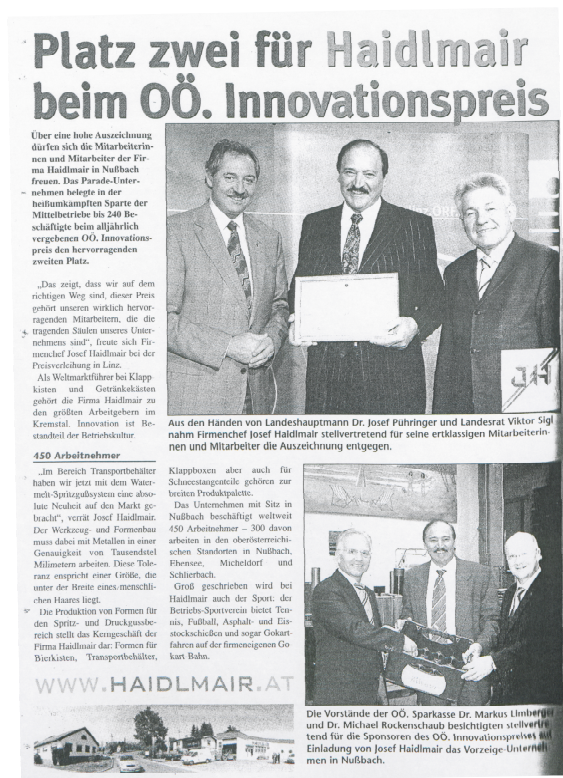 Platz zwei für Haidlmair
beim OÖ. Innovationspreis
Über eine hohe Auszeichnung
dürfen sich die Mitarbeiterin-
nen und Mitarbeiter der Fir-
ma Haidlmair in Nußbach
freuen. Das Parade-Unter-
nehmen belegte in der
heißumkämpften Sparte der
Mittelbetriebe bis 240 Be-
schäftigte beim alljährlich
vergebenen OÖ. Innovations-
preis den hervorragenden
zweiten Platz.
„Das zeigt, dass wir auf dem
richtigen Weg sind, dieser Preis
gehört unseren wirklich hervor-
ragenden Mitarbeitern, die die
tragenden Säulen unseres Unter-
nehmens sind“, freute sich Fir-
menchef Josef Haidlmair bei der
Preisverleihung in Linz.
Als Weltmarktführer bei Klapp
kisten und Getränkekästen
gehört die Firma Haidlmair zu
den größten Arbeitgebern im
Kremstal. Innovation ist Be-
standteil der Betriebskultur.
450 Arbeitnehmer
„Im Bereich Transportbehälter
haben wir jetzt mit dem Water-
melt-Spritzgußsystem eine abso-
lute Neuheit auf den Markt ge-
bracht“, verrät Josef Haidlmair.
Der Werkzeug- und Formenbau
muss dabei mit Metallen in einer
Genauigkeit von Tausendstel
Milimetern arbeiten. Diese Tole-
ranz enspricht einer Größe, die
unter der Breite eines menschli-
chen Haares liegt.
Die Produktion von Formen für
den Spritz- und Druckgussbe-
reich stellt das Kerngeschäft der
Firma Haidlmair dar: Formen für
Bierkisten, Transportbehälter,
Klappboxen aber auch für
Schneestangenteile gehören zur
breiten Produktpalette.
Das Unternehmen mit Sitz in
Nußbach beschäftigt weltweit
450 Arbeitnehmer – 300 davon
arbeiten in den oberösterreichi-
schen Standorten in Nußbach,
Ebensee, Micheldorf und
Schlierbach.
Groß geschrieben wird bei
Haidlmair auch der Sport. der
Betriebs-Sportverein bietet Ten-
nis, Fußball, Asphalt- und Eis-
stockschießen und sogar Gokart-
fahren auf der firmeneigenen Go
kart Bahn.
JH
Aus den Händen von Landeshauptmann Dr. Josef Pühringer und Landesrat Viktor Sigl
nahm Firmenchef Josef Haidlmair stellvertretend für seine ertklassigen Mitarbeiterin-
nen und Mitarbeiter die Auszeichnung entgegen.
Die Vorstände der OÖ. Sparkasse Dr. Markus Limberger
und Dr. Michael Rockenschaub besichtigten stellvertre
tend für die Sponsoren des OÖ. Innovationspreises auf
Einladung von Josef Haidlmair das Vorzeige-Unterneh
men in Nußbach.
WWW.HAIDLMAIR.AT